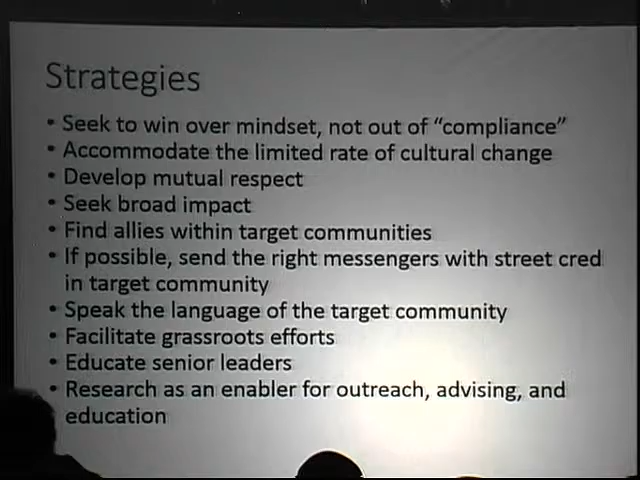 Strategies
• Seek to win over mindset, not out of “compliance”
• Accommodate the limited rate of cultural change
• Develop mutual respect
• Seek broad impact
• Find allies within target communities
• If possible, send the right messengers with street cred
in target community
• Speak the language of the target community
• Facilitate grassroots efforts
• Educate senior leaders
• Research as an enabler for outreach, advising, and
education